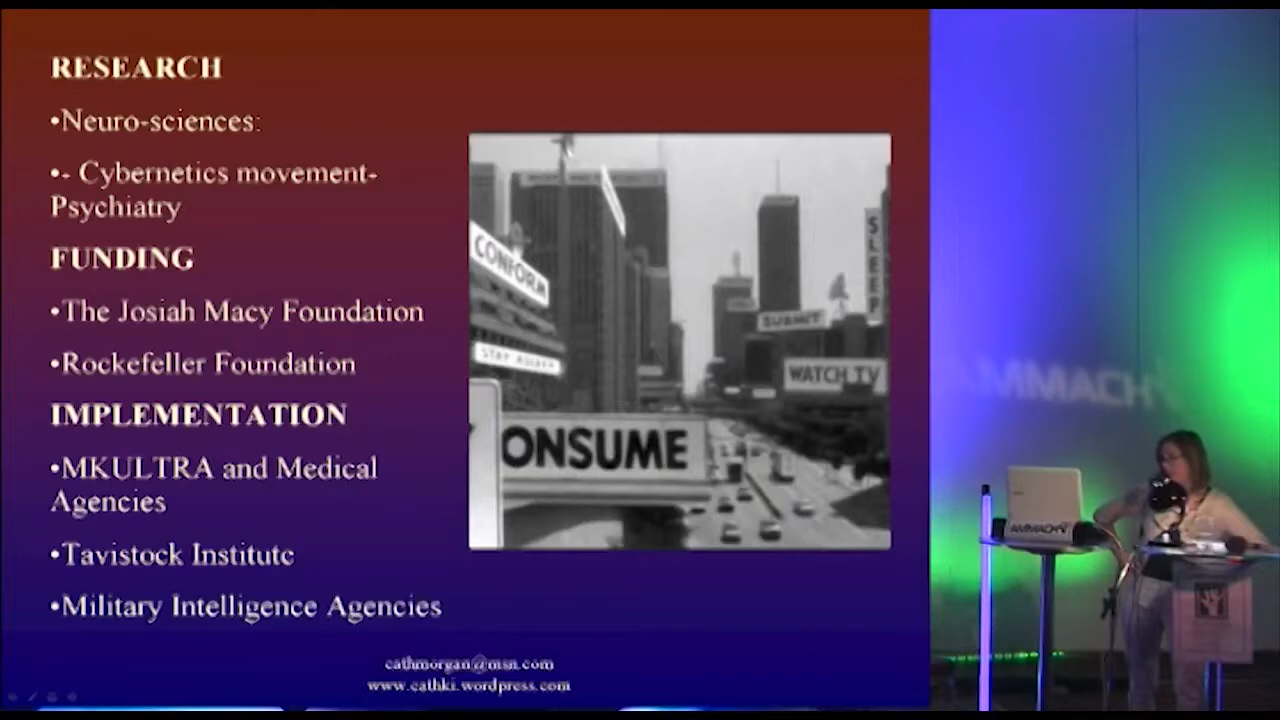 RESEARCH
•Neuro-sciences:
•- Cybernetics movement-
Psychiatry
FUNDING
•The Josiah Macy Foundation
•Rockefeller Foundation
IMPLEMENTATION
•MKULTRA and Medical
Agencies
•Tavistock Institute
•Military Intelligence Agencies
cathmorgan@msn.com
www.cathki.wordpress.com
CONFORM
STAY ASLEEP
ONSUME
SUBMIT
WATCH TV
SLEEP
AMMACH
AMMACH